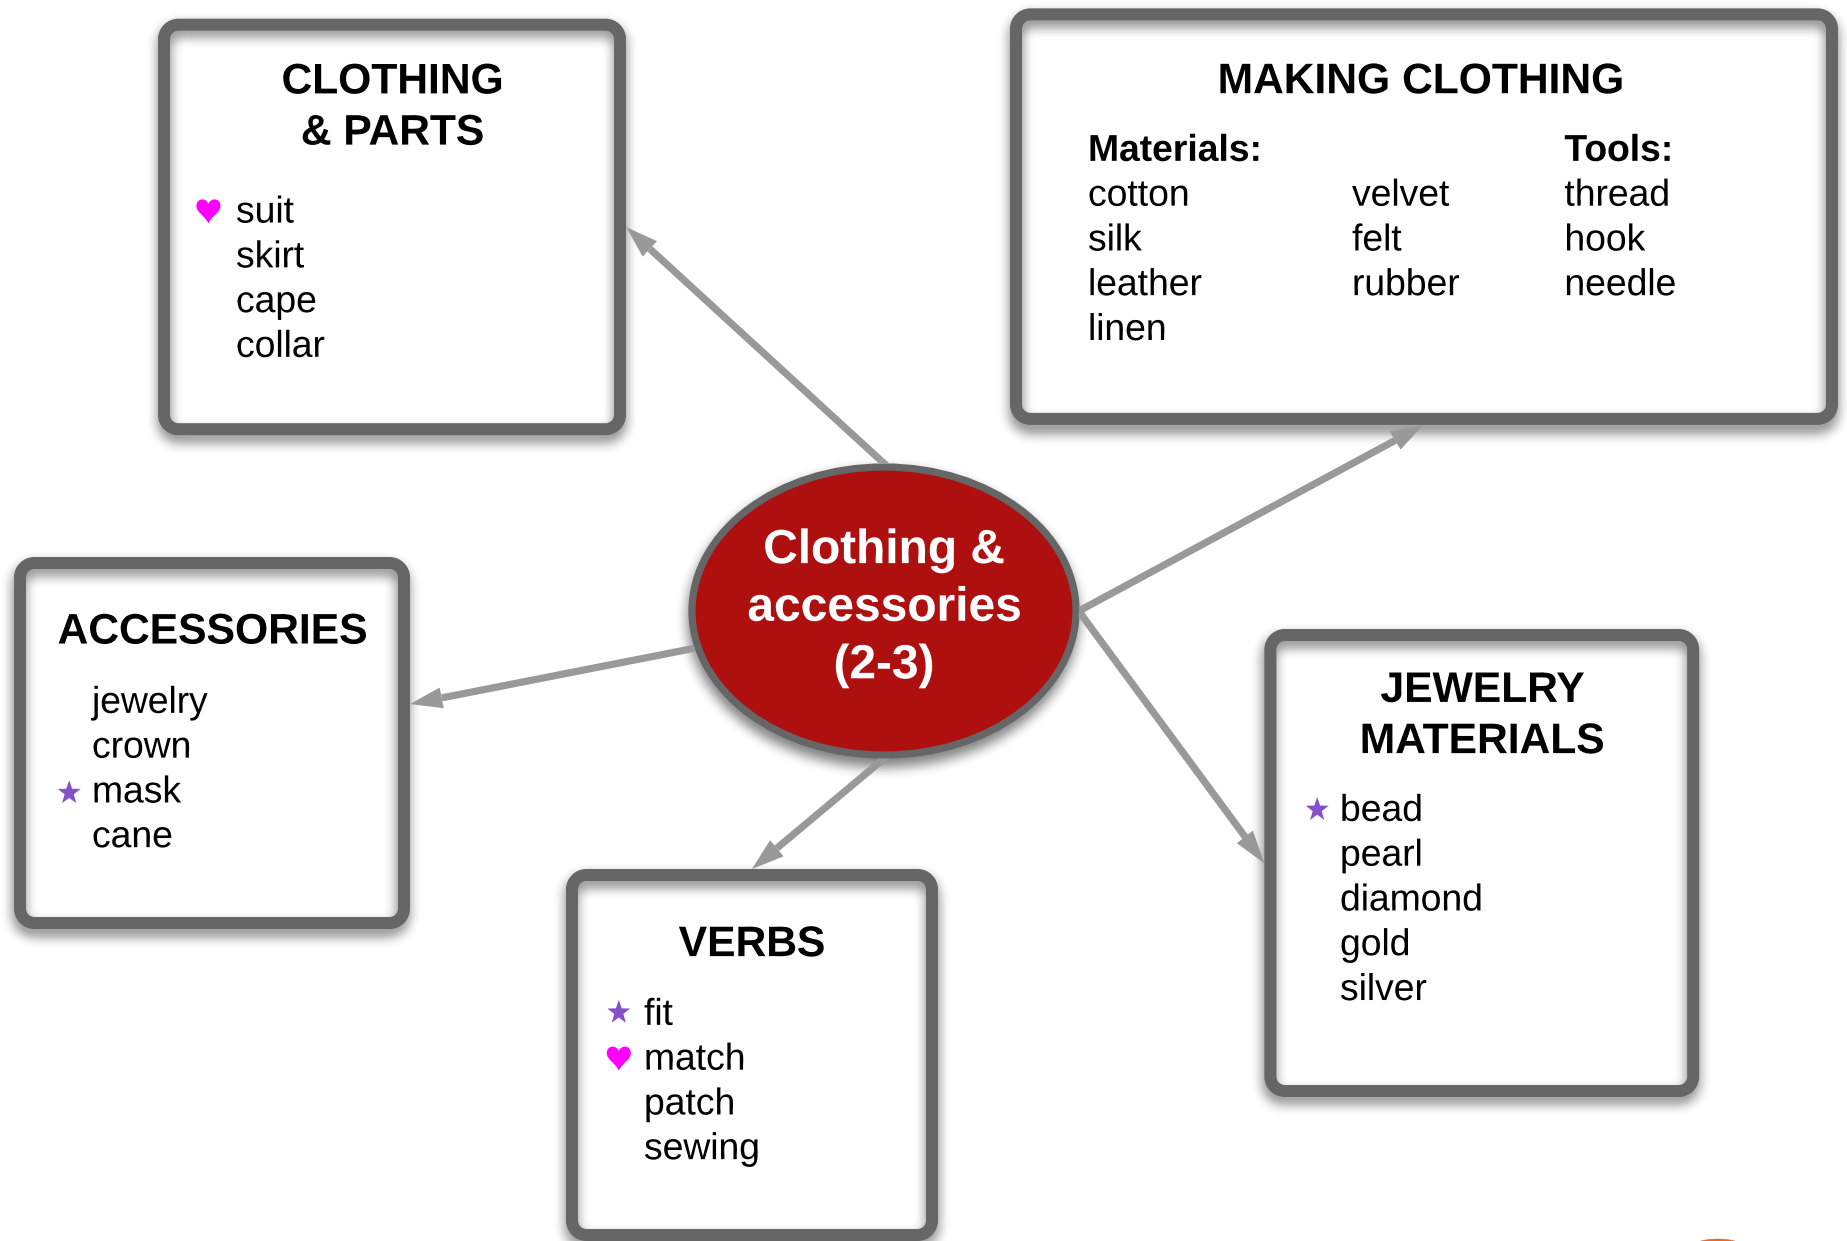 CLOTHING
& PARTS
suit
skirt
cape
collar
MAKING CLOTHING
Materials:
cotton
silk
leather
linen
velvet
felt
rubber
Tools:
thread
hook
needle
Clothing &
accessories
(2-3)
ACCESSORIES
jewelry
crown
mask
cane
VERBS
fit
match
patch
sewing
JEWELRY
MATERIALS
bead
pearl
diamond
gold
silver